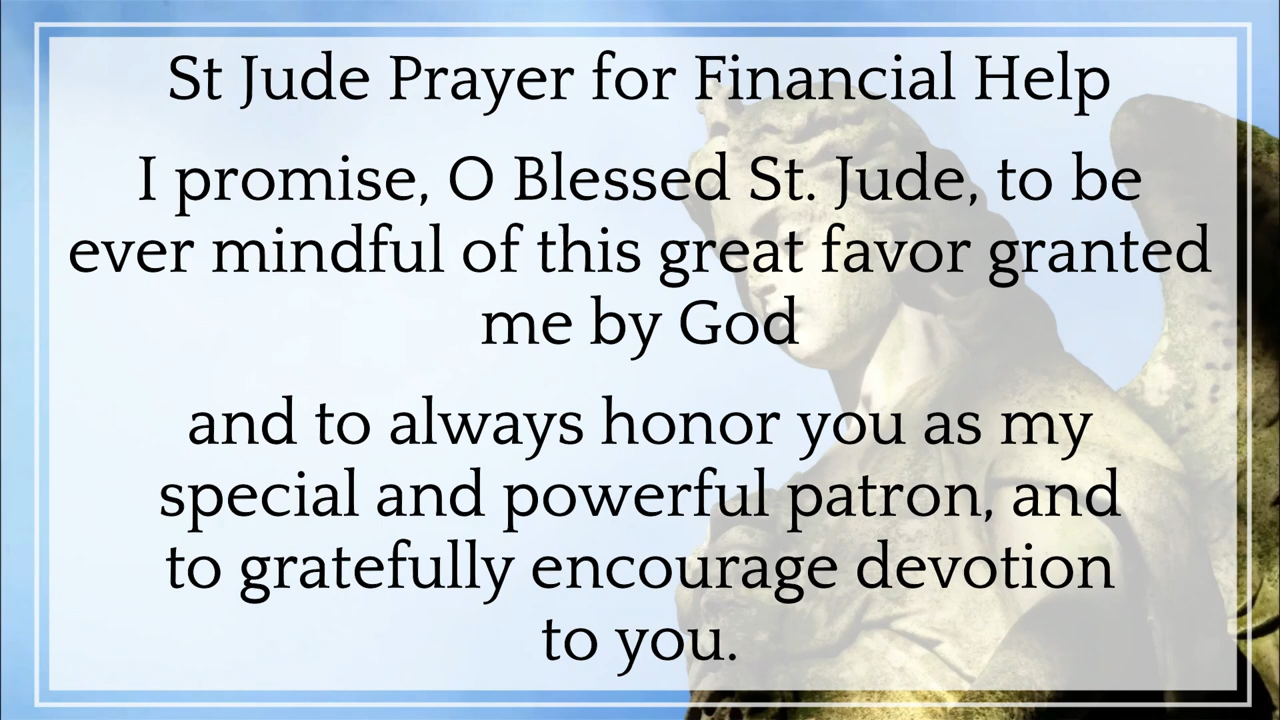 St Jude Prayer for Financial Help
I promise, O Blessed St. Jude, to be
ever mindful of this great favor granted
me by God
and to always honor you as my
special and powerful patron, and
to gratefully encourage devotion
to you.